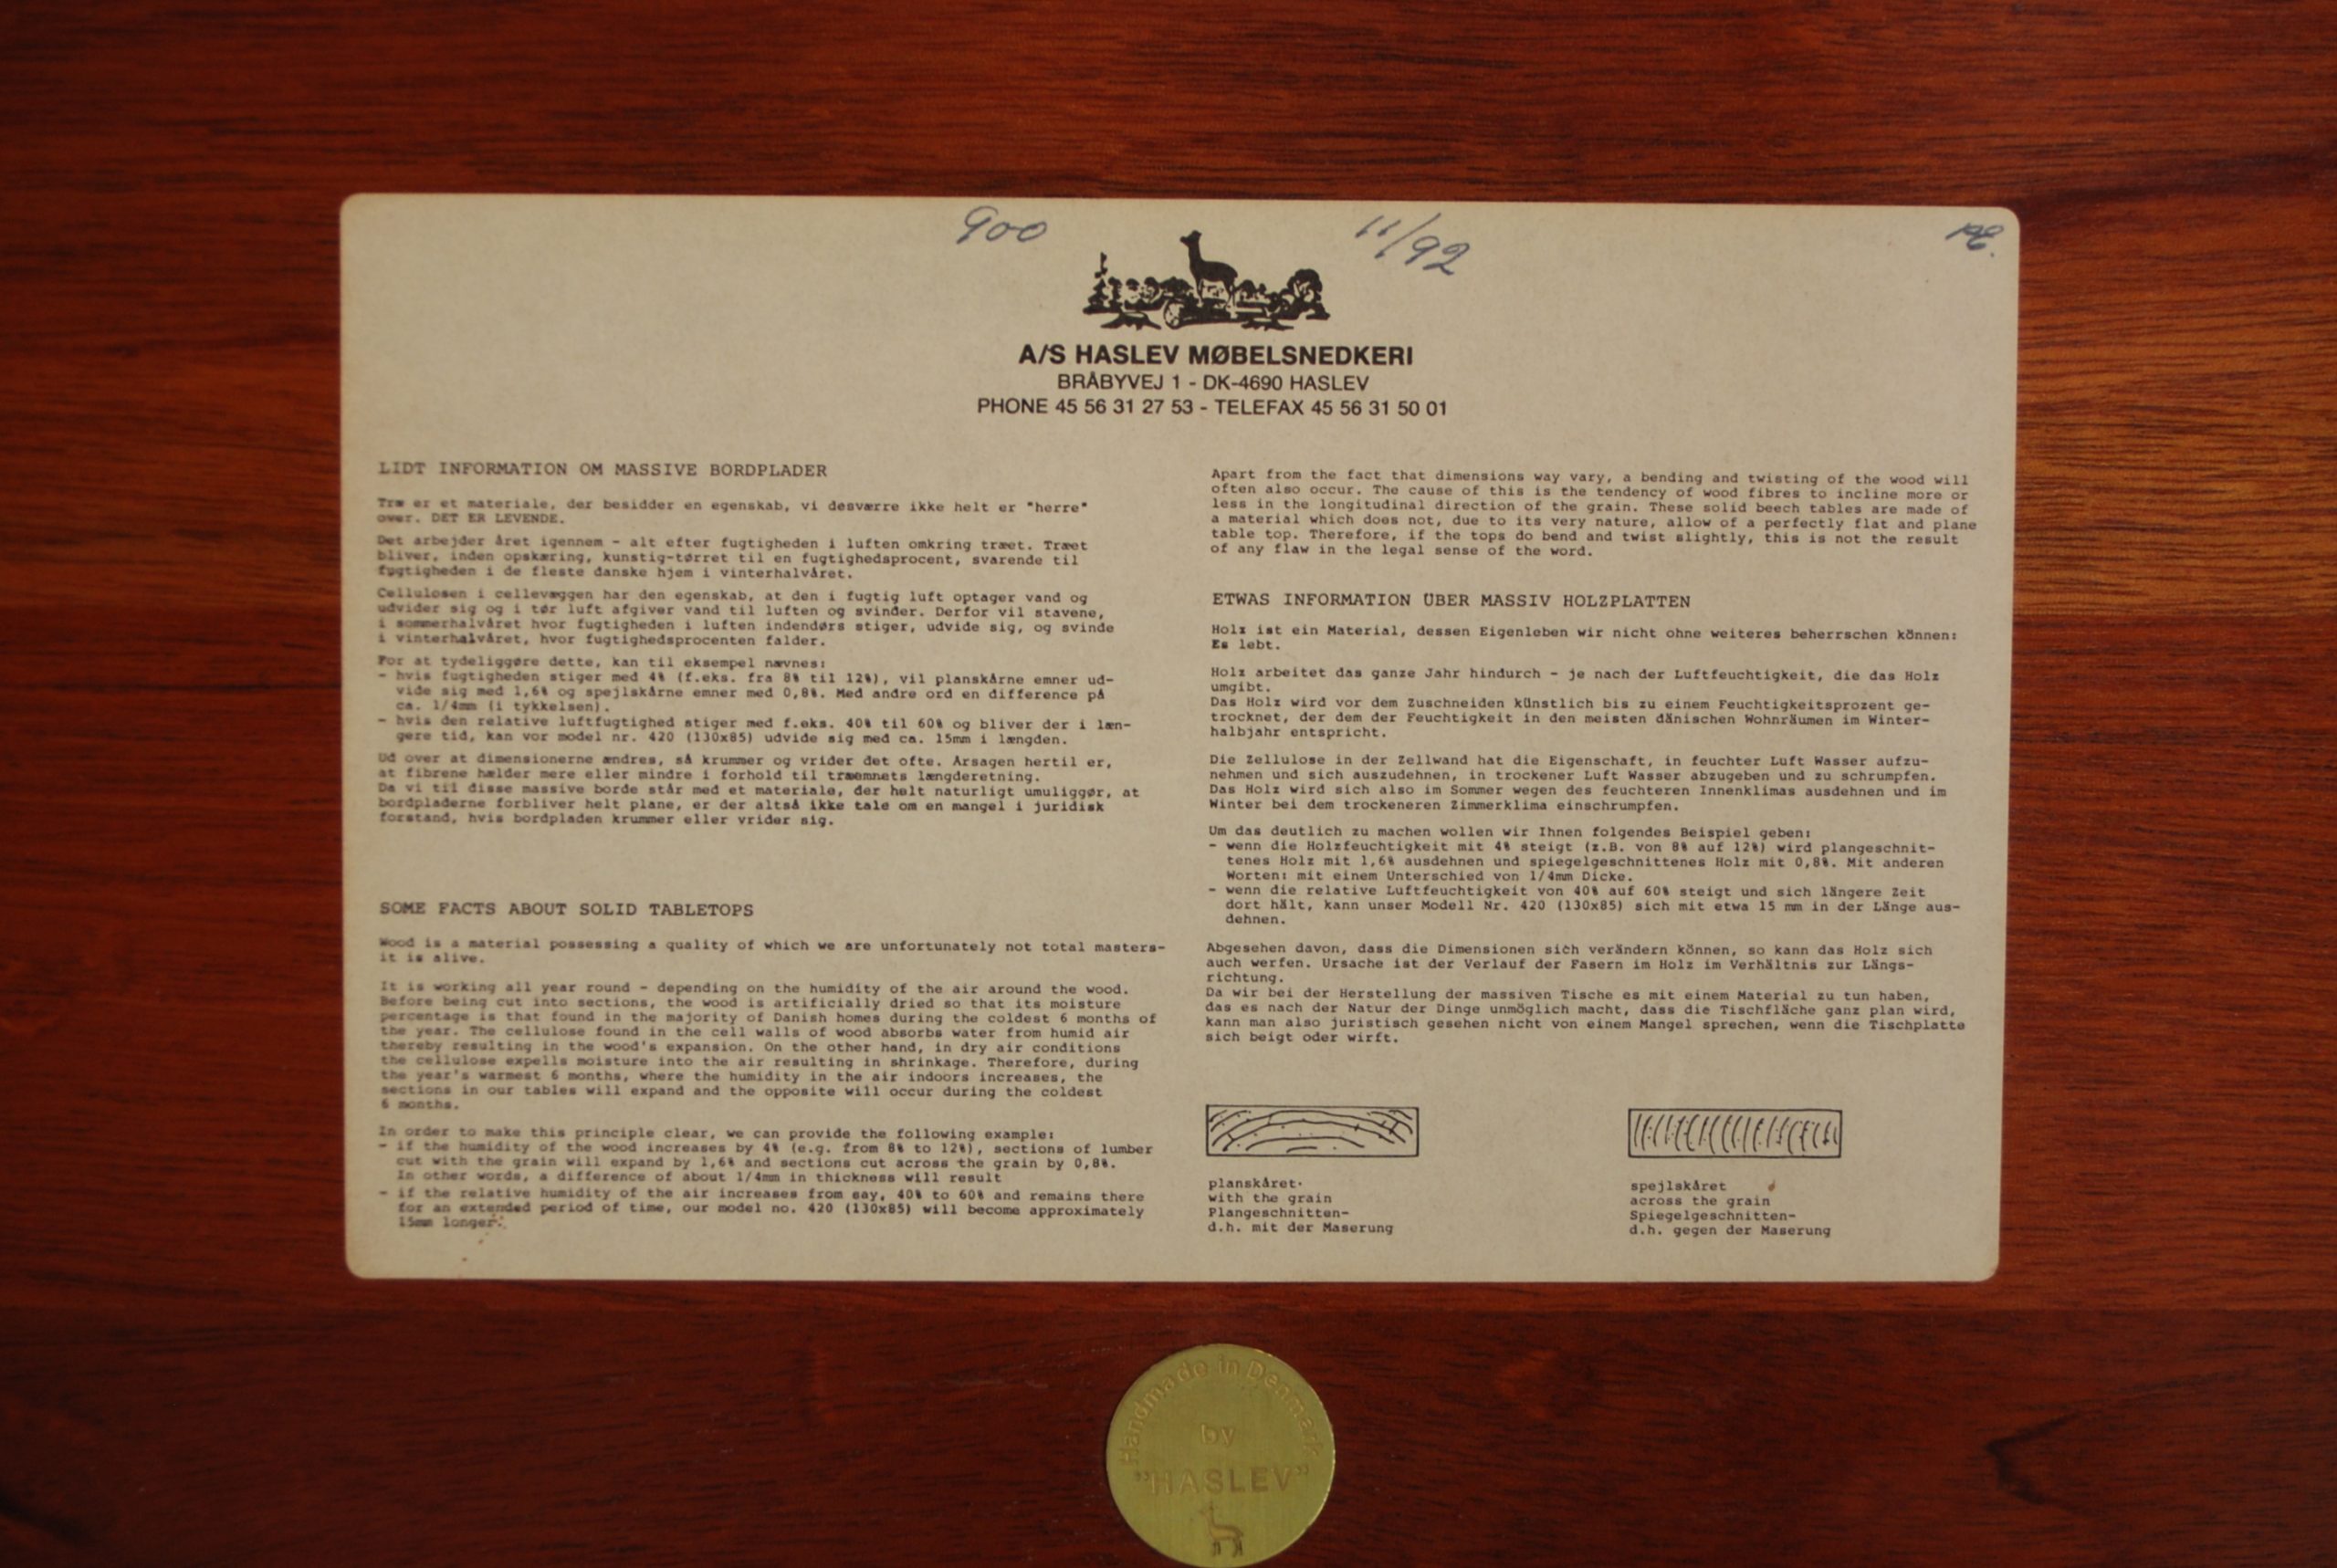 900
11/92
A/S HASLEV MØBELSNEDKERI
BRÅBYVEJ 1 - DK-4690 HASLEV
PHONE 45 56 31 27 53 - TELEFAX 45 56 31 50 01
LIDT INFORMATION OM MASSIVE BORDPLADER
Træ er et materiale, der besidder en egenskab, vi desværre ikke helt er "herre"
over. DET ER LEVENDE.
Det arbejder året igennem - alt efter fugtigheden i luften omkring træet. Træet
bliver, inden opskæring, kunstig-tørret til en fugtighedsprocent, svarende til
fugtigheden i de fleste danske hjem i vinterhalvåret.
Cellulosen i cellevæggen har den egenskab, at den i fugtig luft optager vand og
udvider sig og i tør luft afgiver vand til luften og svinder. Derfor vil stavene,
i sommerhalvåret hvor fugtigheden i luften indendørs stiger, udvide sig, og svinde
i vinterhalvåret, hvor fugtighedsprocenten falder.
For at tydeliggøre dette, kan til eksempel nævnes:
- hvis fugtigheden stiger med 4% (f.eks. fra 8% til 12%), vil planskårne emner ud-
vide sig med 1,6% og spejlskårne emner med 0,8%. Med andre ord en difference på
ca. 1/4mm (i tykkelsen).
- hvis den relative luftfugtighed stiger med f.eks. 40% til 60% og bliver der i læn-
gere tid, kan vor model nr. 420 (130x85) udvide sig med ca. 15mm i længden.
Ud over at dimensionerne ændres, så krummer og vrider det ofte. Arsagen hertil er,
at fibrene hælder mere eller mindre i forhold til træemnets længderetning.
Da vi til disse massive borde står med et materiale, der helt naturligt umuliggør, at
bordpladerne forbliver helt plane, er der altså ikke tale om en mangel i juridisk
forstand, hvis bordpladen krummer eller vrider sig.
SOME FACTS ABOUT SOLID TABLETOPS
Wood is a material possessing a quality of which we are unfortunately not total masters-
it is alive.
It is working all year round - depending on the humidity of the air around the wood.
Before being cut into sections, the wood is artificially dried so that its moisture
percentage is that found in the majority of Danish homes during the coldest 6 months of
the year. The cellulose found in the cell walls of wood absorbs water from humid air
thereby resulting in the wood's expansion. On the other hand, in dry air conditions
the cellulose expells moisture into the air resulting in shrinkage. Therefore, during
the year's warmest 6 months, where the humidity in the air indoors increases, the
sections in our tables will expand and the opposite will occur during the coldest
6 months.
In order to make this principle clear, we can provide the following example:
- if the humidity of the wood increases by 4% (e.g. from 8% to 12%), sections of lumber
cut with the grain will expand by 1,6% and sections cut across the grain by 0,8%.
In other words, a difference of about 1/4mm in thickness will result
- if the relative humidity of the air increases from say, 40% to 60% and remains there
for an extended period of time, our model no. 420 (130x85) will become approximately
15mm longer.
Apart from the fact that dimensions way vary, a bending and twisting of the wood will
often also occur. The cause of this is the tendency of wood fibres to incline more or
less in the longitudinal direction of the grain. These solid beech tables are made of
a material which does not, due to its very nature, allow of a perfectly flat and plane
table top. Therefore, if the tops do bend and twist slightly, this is not the result
of any flaw in the legal sense of the word.
ETWAS INFORMATION ÜBER MASSIV HOLZPLATTEN
Holz ist ein Material, dessen Eigenleben wir nicht ohne weiteres beherrschen können:
Es lebt.
Holz arbeitet das ganze Jahr hindurch - je nach der Luftfeuchtigkeit, die das Holz
umgibt.
Das Holz wird vor dem Zuschneiden künstlich bis zu einem Feuchtigkeitsprozent ge-
trocknet, der dem der Feuchtigkeit in den meisten dänischen Wohnräumen im Winter-
halbjahr entspricht.
Die Zellulose in der Zellwand hat die Eigenschaft, in feuchter Luft Wasser aufzu-
nehmen und sich auszudehnen, in trockener Luft Wasser abzugeben und zu schrumpfen.
Das Holz wird sich also im Sommer wegen des feuchteren Innenklimas ausdehnen und im
Winter bei dem trockeneren Zimmerklima einschrumpfen.
Um das deutlich zu machen wollen wir Ihnen folgendes Beispiel geben:
- wenn die Holzfeuchtigkeit mit 4% steigt (z.B. von 8% auf 12%) wird plangeschnit-
tenes Holz mit 1,6% ausdehnen und spiegelgeschnittenes Holz mit 0,8%. Mit anderen
Worten: mit einem Unterschied von 1/4mm Dicke.
- wenn die relative Luftfeuchtigkeit von 40% auf 60% steigt und sich längere Zeit
dort hält, kann unser Modell Nr. 420 (130x85) sich mit etwa 15 mm in der Länge aus-
dehnen.
Abgesehen davon, dass die Dimensionen sich verändern können, so kann das Holz sich
auch werfen. Ursache ist der Verlauf der Fasern im Holz im Verhältnis zur Längs-
richtung.
Da wir bei der Herstellung der massiven Tische es mit einem Material zu tun haben,
das es nach der Natur der Dinge unmöglich macht, dass die Tischfläche ganz plan wird,
kann man also juristisch gesehen nicht von einem Mangel sprechen, wenn die Tischplatte
sich beigt oder wirft.
planskåret
with the grain
Plangeschnitten-
d.h. mit der Maserung
spejlskåret
across the grain
Spiegelgeschnitten-
d.h. gegen der Maserung
Handmade in Denmark
by
"HASLEV"